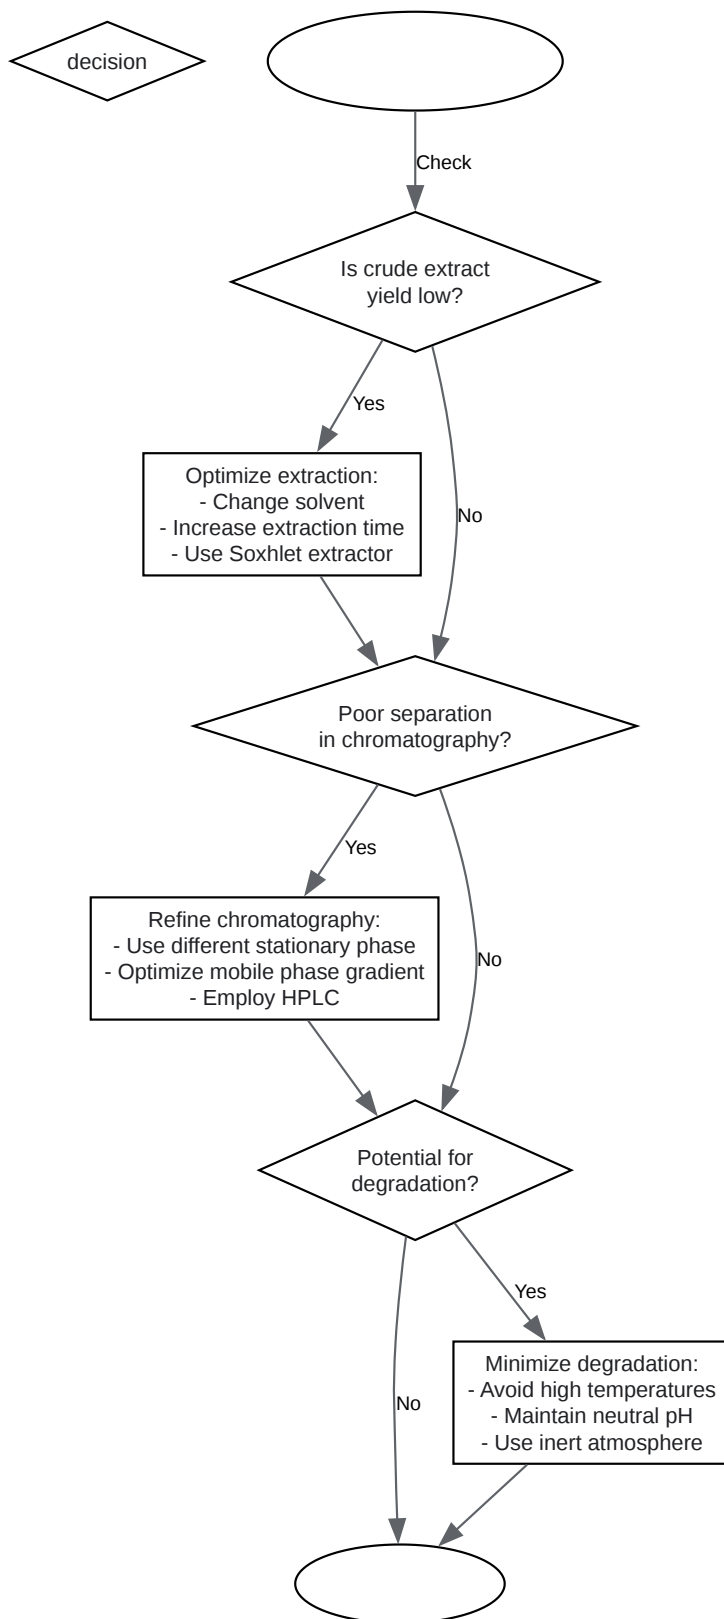 decision
Check
Is crude extract
yield low?
Yes
No
Optimize extraction:
- Change solvent
- Increase extraction time
- Use Soxhlet extractor
Poor separation
in chromatography?
Yes
No
Refine chromatography:
- Use different stationary phase
- Optimize mobile phase gradient
- Employ HPLC
Potential for
degradation?
Yes
No
Minimize degradation:
- Avoid high temperatures
- Maintain neutral pH
- Use inert atmosphere